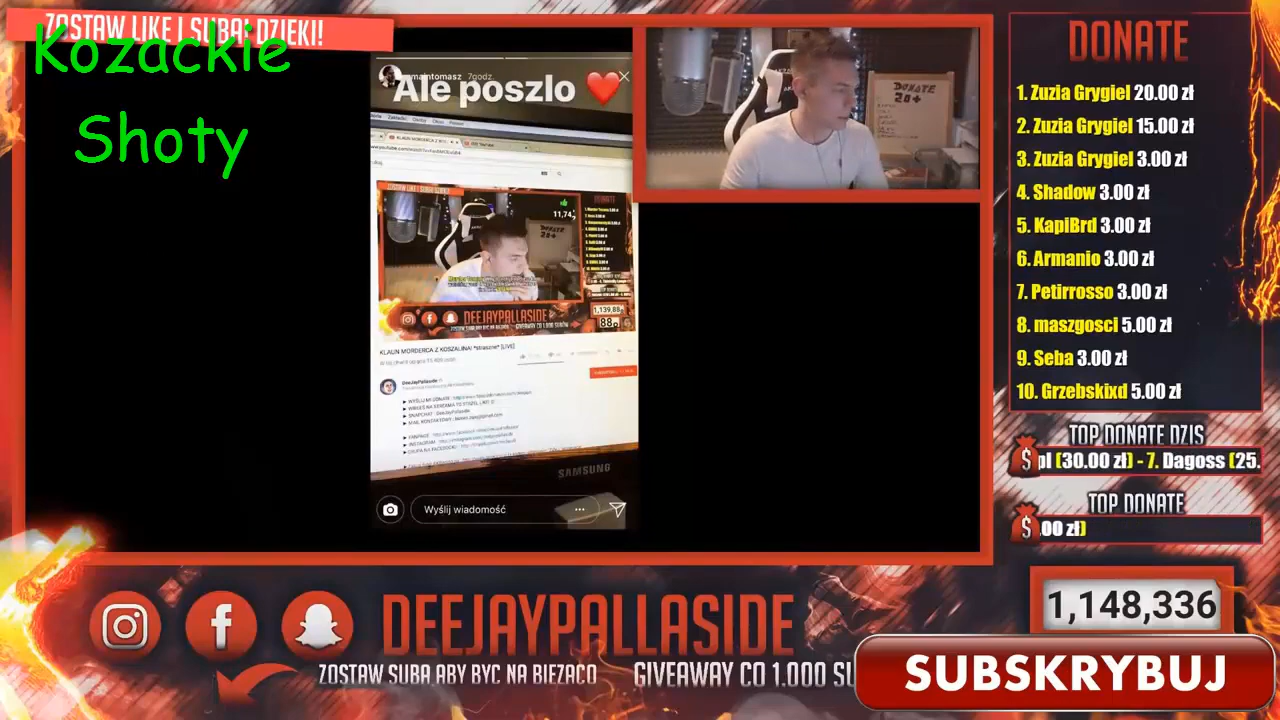 ZOSTAW LIKE I SUBA! DZIĘKI!
Kozackie
Shoty
7godz.
Ale poszlo
KLAUN MORDERCA Z KOSZALINA! *straszne* [LIVE]
DeeJayPallaside
DEEJAYPALLASIDE
SAMSUNG
Wyślij wiadomość
DONATE
20+
DONATE
1. Zuzia Grygiel 20.00 zł
2. Zuzia Grygiel 15.00 zł
3. Zuzia Grygiel 3.00 zł
4. Shadow 3.00 zł
5. KapiBrd 3.00 zł
6. Armanio 3.00 zł
7. Petirrosso 3.00 zł
8. maszgosci 5.00 zł
9. Seba 3.00 zł
10. Grzebskixd 5.00 zł
TOP DONATE DZIS
pl (30.00 zł) - 7. Dagoss (25.
TOP DONATE
.00 zł)
1,148,336
DEEJAYPALLASIDE
ZOSTAW SUBA ABY BYC NA BIEZACO
GIVEAWAY CO 1.000 SU
SUBSKRYBUJ